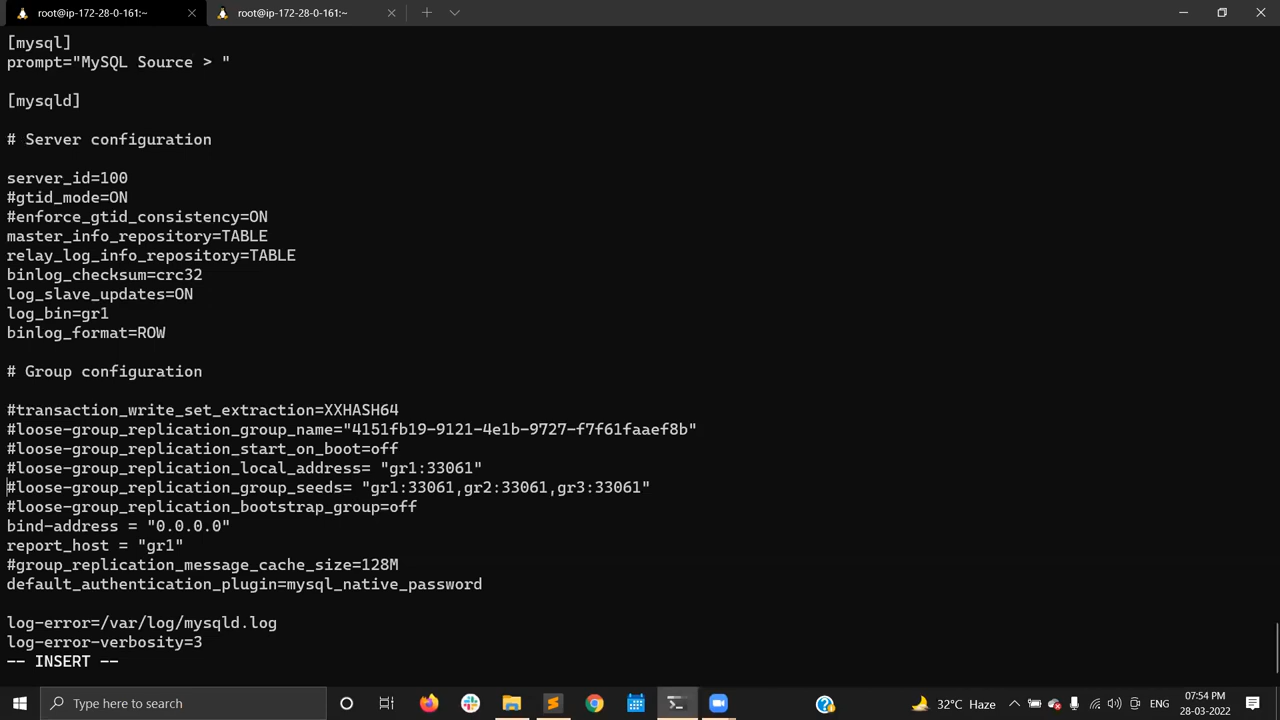 root@ip-172-28-0-161:~
root@ip-172-28-0-161:~
[mysql]
prompt="MySQL Source > "
[mysqld]
# Server configuration
server_id=100
#gtid_mode=ON
#enforce_gtid_consistency=ON
master_info_repository=TABLE
relay_log_info_repository=TABLE
binlog_checksum=crc32
log_slave_updates=ON
log_bin=gr1
binlog_format=ROW
# Group configuration
#transaction_write_set_extraction=XXHASH64
#loose-group_replication_group_name="4151fb19-9121-4e1b-9727-f7f61faaef8b"
#loose-group_replication_start_on_boot=off
#loose-group_replication_local_address= "gr1:33061"
#loose-group_replication_group_seeds= "gr1:33061,gr2:33061,gr3:33061"
#loose-group_replication_bootstrap_group=off
bind-address = "0.0.0.0"
report_host = "gr1"
#group_replication_message_cache_size=128M
default_authentication_plugin=mysql_native_password
log-error=/var/log/mysqld.log
log-error-verbosity=3
-- INSERT --
Type here to search
32°C Haze
ENG
07:54 PM
28-03-2022